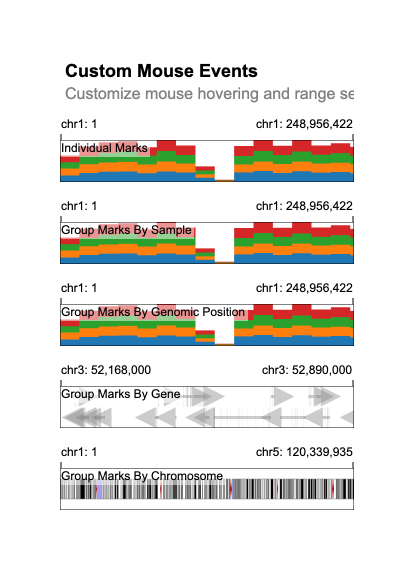 Custom Mouse Events
Customize mouse hovering and range se
chr1: 1 chr1: 248,956,422
Individual Marks
chr1: 1 chr1: 248,956,422
Group Marks By Sample
chr1: 1 chr1: 248,956,422
Group Marks By Genomic Position
chr3: 52,168,000 chr3: 52,890,000
Group Marks By Gene
chr1: 1 chr5: 120,339,935
Group Marks By Chromosome